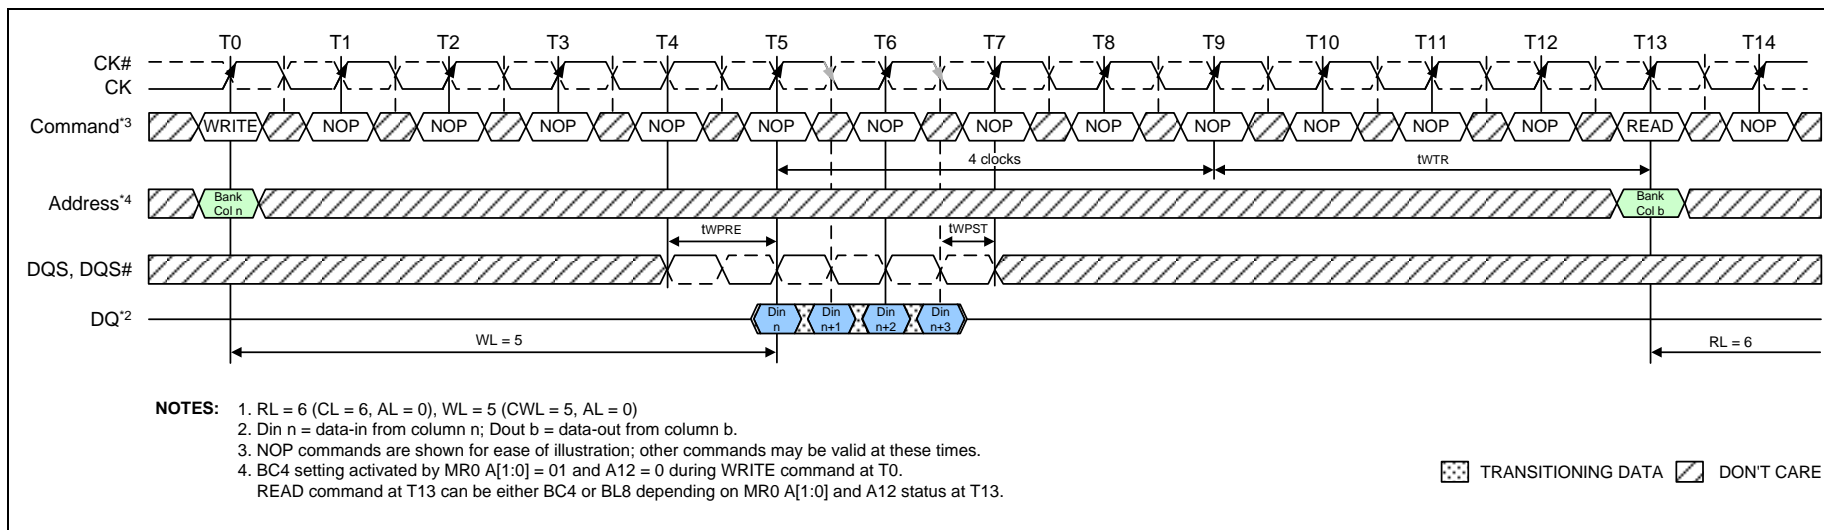 T0 T1 T2 T3 T4 T5 T6 T7 T8 T9 T10 T11 T12 T13 T14
CK#
CK
Command*3 WRITE NOP NOP NOP NOP NOP NOP NOP NOP NOP NOP NOP NOP READ NOP
4 clocks tWTR
Address*4 Bank Col n Bank Col b
tWPRE tWPST
DQS, DQS#
DQ*2 Din n Din n+1 Din n+2 Din n+3
WL = 5 RL = 6
NOTES: 1. RL = 6 (CL = 6, AL = 0), WL = 5 (CWL = 5, AL = 0)
2. Din n = data-in from column n; Dout b = data-out from column b.
3. NOP commands are shown for ease of illustration; other commands may be valid at these times.
4. BC4 setting activated by MR0 A[1:0] = 01 and A12 = 0 during WRITE command at T0.
READ command at T13 can be either BC4 or BL8 depending on MR0 A[1:0] and A12 status at T13.
TRANSITIONING DATA DON'T CARE